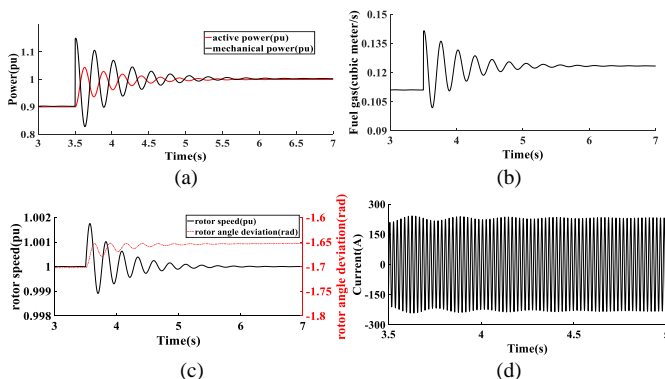 active power(pu)
mechanical power(pu)
1.1
1
0.9
0.8
Power(pu)
3 3.5 4 4.5 5 5.5 6 6.5 7
Time(s)
(a)
0.15
0.135
0.12
0.105
0.09
Fuel gas(cubic meter/s)
3 4 5 6 7
Time(s)
(b)
rotor speed(pu)
rotor angle deviation(rad)
1.002
1.001
1
0.999
0.998
rotor speed(pu)
-1.6
-1.65
-1.7
-1.75
-1.8
rotor angle deviation(rad)
3 4 5 6 7
Time(s)
(c)
300
150
0
-150
-300
Current(A)
3.5 4 4.5
Time(s)
(d)